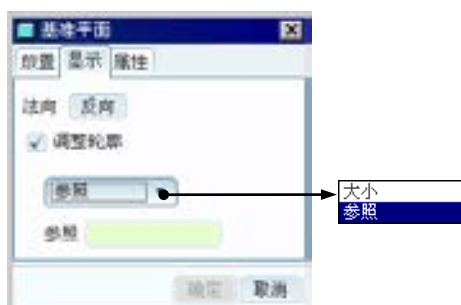 基准平面
放置 显示 属性
法向 反向
调整轮廓
参照
大小
参照
参照
确定 取消